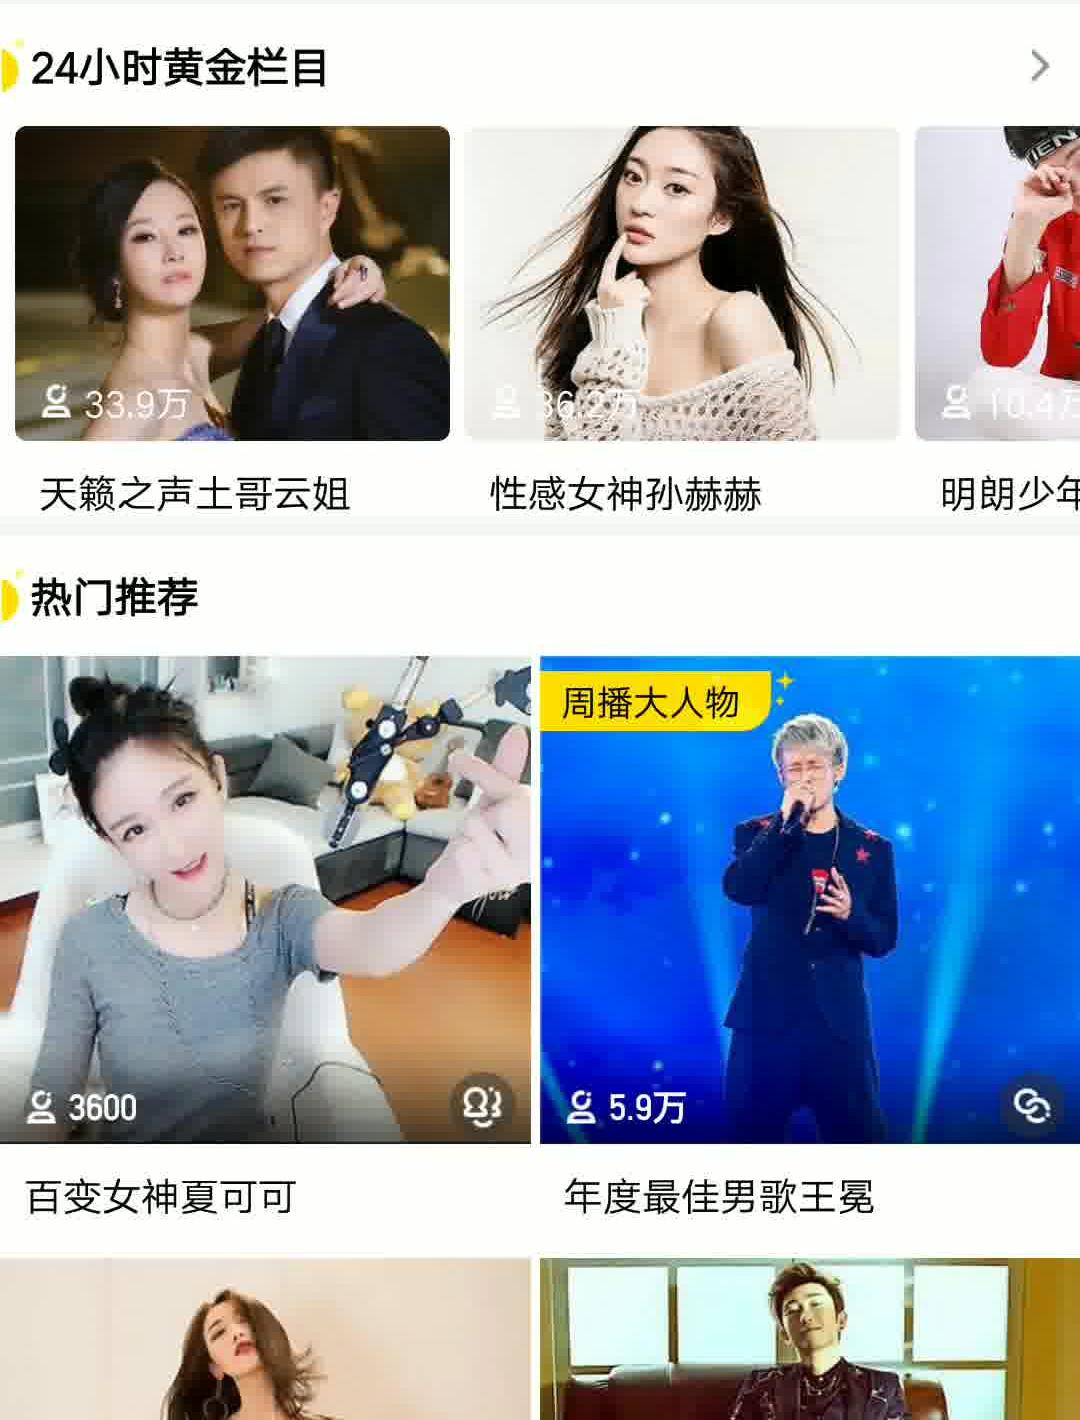 24小时黄金栏目
33.9万
36.2万
10.4万
天籁之声土哥云姐
性感女神孙赫赫
明朗少年
热门推荐
周播大人物
3600
5.9万
百变女神夏可可
年度最佳男歌王冕